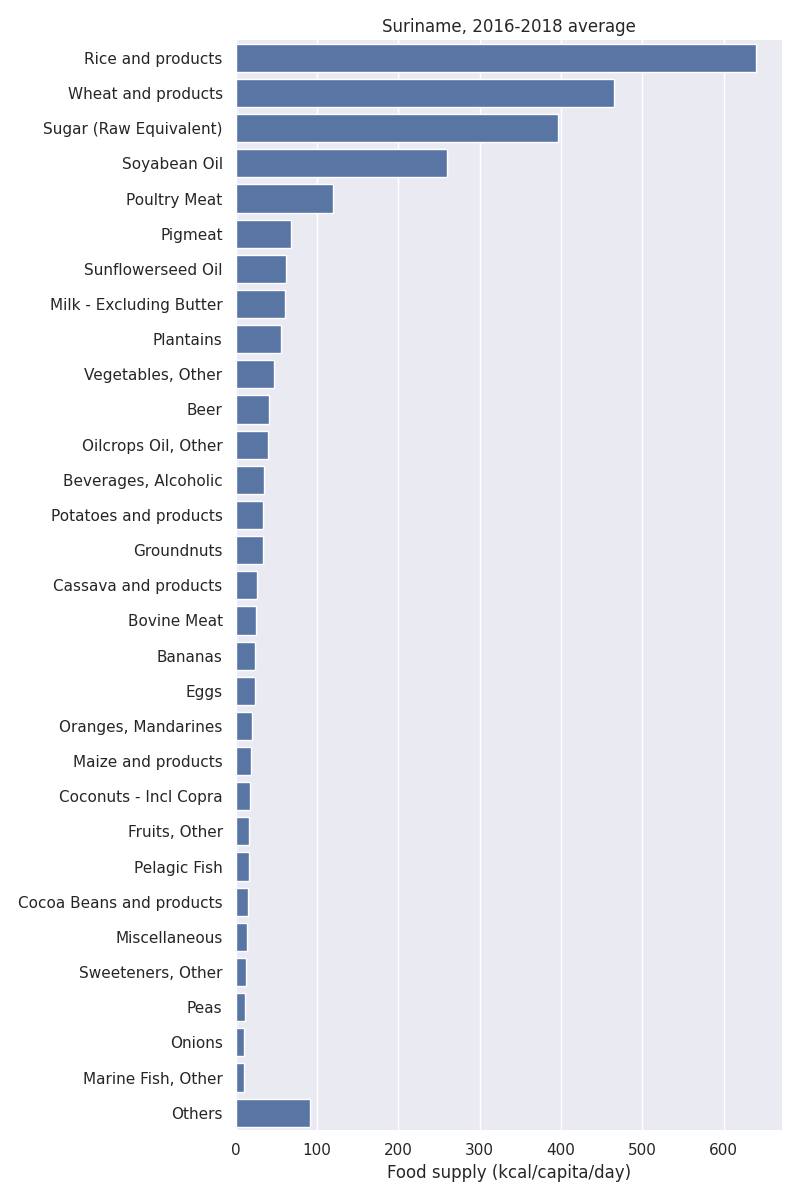 Suriname, 2016-2018 average
Rice and products
Wheat and products
Sugar (Raw Equivalent)
Soyabean Oil
Poultry Meat
Pigmeat
Sunflowerseed Oil
Milk - Excluding Butter
Plantains
Vegetables, Other
Beer
Oilcrops Oil, Other
Beverages, Alcoholic
Potatoes and products
Groundnuts
Cassava and products
Bovine Meat
Bananas
Eggs
Oranges, Mandarines
Maize and products
Coconuts - Incl Copra
Fruits, Other
Pelagic Fish
Cocoa Beans and products
Miscellaneous
Sweeteners, Other
Peas
Onions
Marine Fish, Other
Others
0 100 200 300 400 500 600
Food supply (kcal/capita/day)